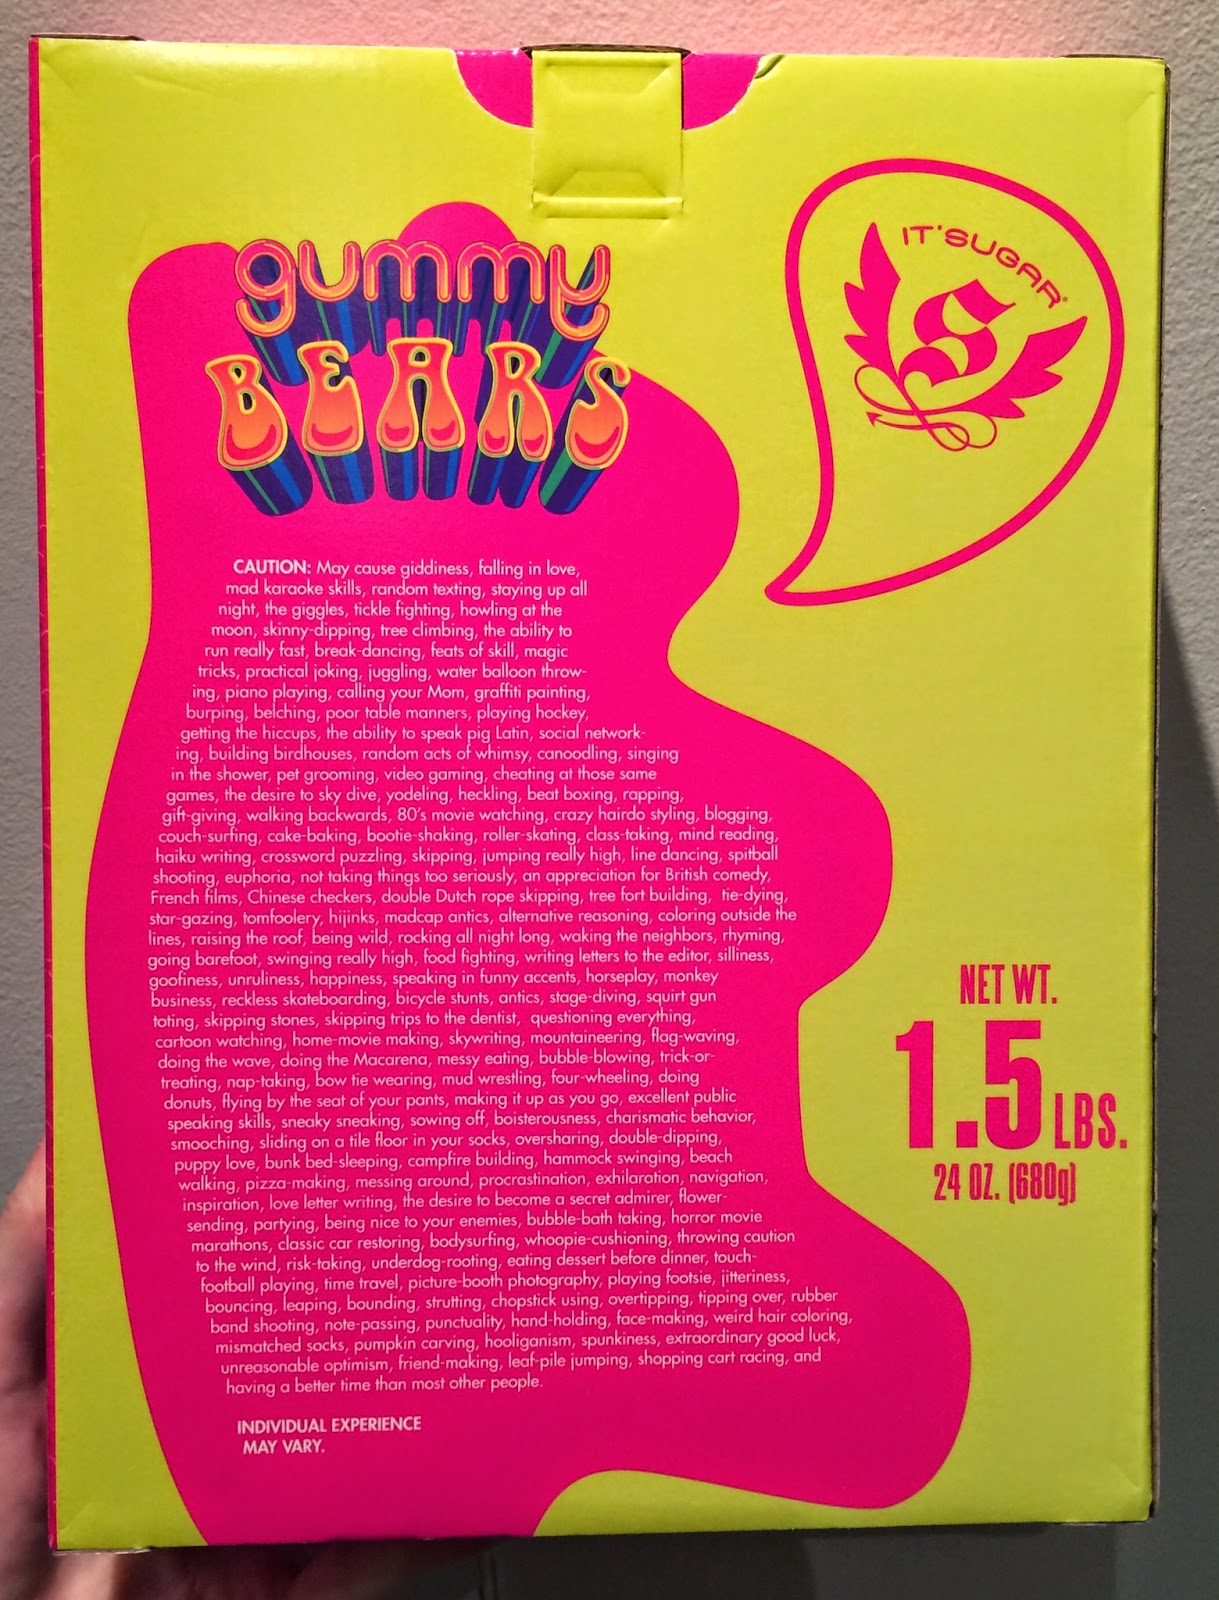 gummy
BEARS
IT'SUGAR®
S
CAUTION: May cause giddiness, falling in love,
mad karaoke skills, random texting, staying up all
night, the giggles, tickle fighting, howling at the
moon, skinny-dipping, tree climbing, the ability to
run really fast, break-dancing, feats of skill, magic
tricks, practical joking, juggling, water balloon throw-
ing, piano playing, calling your Mom, graffiti painting,
burping, belching, poor table manners, playing hockey,
getting the hiccups, the ability to speak pig Latin, social network-
ing, building birdhouses, random acts of whimsy, canoodling, singing
in the shower, pet grooming, video gaming, cheating at those same
games, the desire to sky dive, yodeling, heckling, beat boxing, rapping,
gift-giving, walking backwards, 80's movie watching, crazy hairdo styling, blogging,
couch-surfing, cake-baking, bootie-shaking, roller-skating, class-taking, mind reading,
haiku writing, crossword puzzling, skipping, jumping really high, line dancing, spitball
shooting, euphoria, not taking things too seriously, an appreciation for British comedy,
French films, Chinese checkers, double Dutch rope skipping, tree fort building, tie-dying,
star-gazing, tomfoolery, hijinks, madcap antics, alternative reasoning, coloring outside the
lines, raising the roof, being wild, rocking all night long, waking the neighbors, rhyming,
going barefoot, swinging really high, food fighting, writing letters to the editor, silliness,
goofiness, unruliness, happiness, speaking in funny accents, horseplay, monkey
business, reckless skateboarding, bicycle stunts, antics, stage-diving, squirt gun
toting, skipping stones, skipping trips to the dentist, questioning everything,
cartoon watching, home-movie making, skywriting, mountaineering, flag-waving,
doing the wave, doing the Macarena, messy eating, bubble-blowing, trick-or-
treating, nap-taking, bow tie wearing, mud wrestling, four-wheeling, doing
donuts, flying by the seat of your pants, making it up as you go, excellent public
speaking skills, sneaky sneaking, sowing off, boisterousness, charismatic behavior,
smooching, sliding on a tile floor in your socks, oversharing, double-dipping,
puppy love, bunk bed-sleeping, campfire building, hammock swinging, beach
walking, pizza-making, messing around, procrastination, exhilaration, navigation,
inspiration, love letter writing, the desire to become a secret admirer, flower-
sending, partying, being nice to your enemies, bubble-bath taking, horror movie
marathons, classic car restoring, bodysurfing, whoopie-cushioning, throwing caution
to the wind, risk-taking, underdog-rooting, eating dessert before dinner, touch-
football playing, time travel, picture-booth photography, playing footsie, jitteriness,
bouncing, leaping, bounding, strutting, chopstick using, overtipping, tipping over, rubber
band shooting, note-passing, punctuality, hand-holding, face-making, weird hair coloring,
mismatched socks, pumpkin carving, hooliganism, spunkiness, extraordinary good luck,
unreasonable optimism, friend-making, leaf-pile jumping, shopping cart racing, and
having a better time than most other people.
INDIVIDUAL EXPERIENCE
MAY VARY.
NET WT.
1.5 LBS.
24 OZ. (680g)